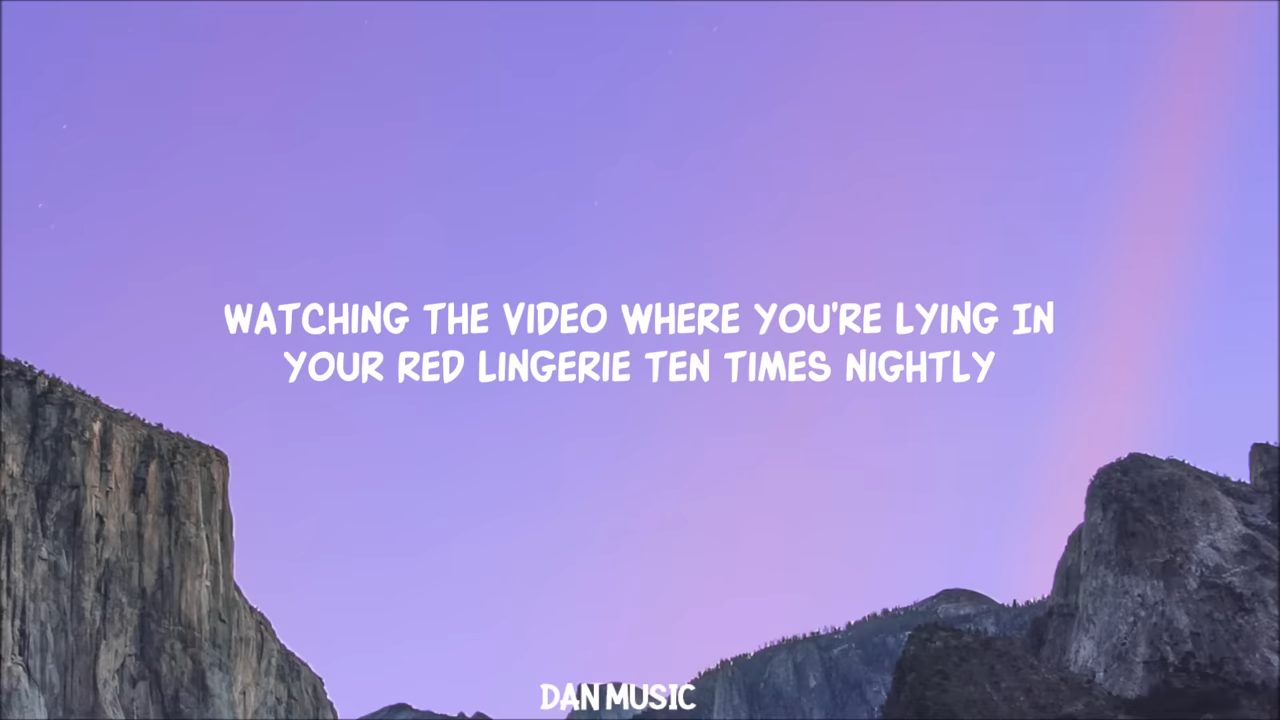 WATCHING THE VIDEO WHERE YOU'RE LYING IN
YOUR RED LINGERIE TEN TIMES NIGHTLY
DAN MUSIC